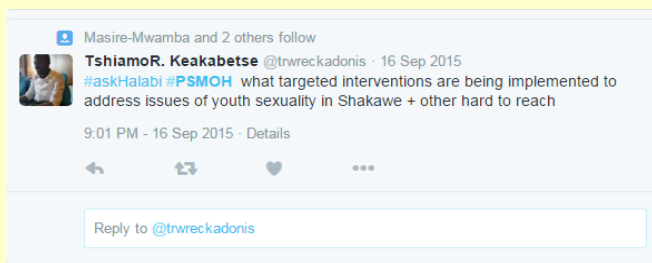 Masire-Mwamba and 2 others follow
TshiamoR. Keakabetse @trwreckadonis · 16 Sep 2015
#askHalabi #PSMOH what targeted interventions are being implemented to
address issues of youth sexuality in Shakawe + other hard to reach
9:01 PM - 16 Sep 2015 · Details
Reply to @trwreckadonis